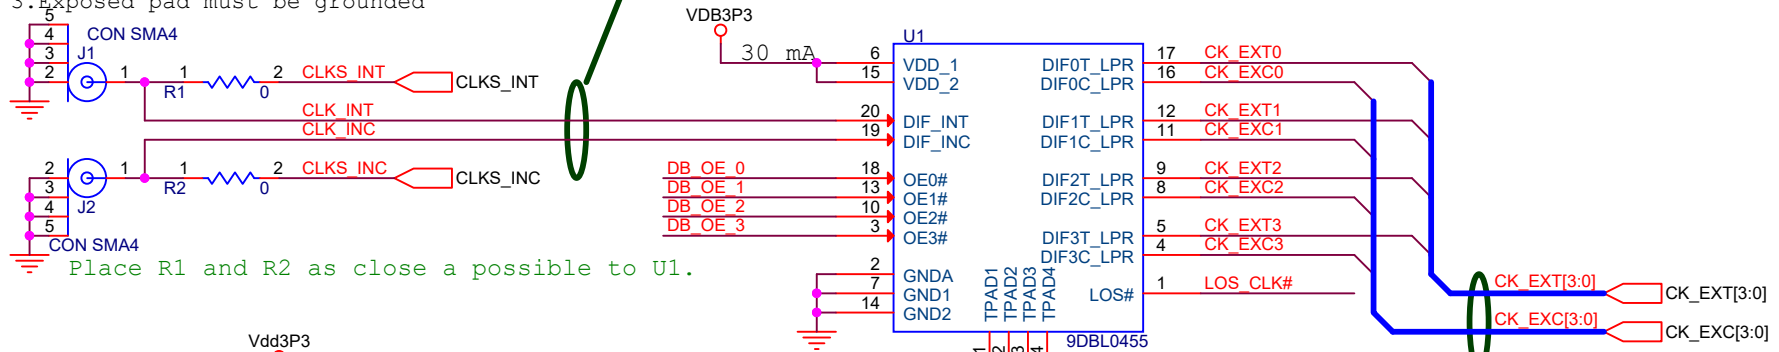 3.Exposed pad must be grounded
5
4 CON SMA4
3 J1
2 1 1 2 CLKS_INT CLKS_INT
R1 0
CLK_INT
CLK_INC
2 1 1 2 CLKS_INC CLKS_INC
3 R2 0
4 J2
5
CON SMA4
Place R1 and R2 as close a possible to U1.
Vdd3P3
VDB3P3
30 mA
U1
6 VDD_1
15 VDD_2
20 DIF_INT
19 DIF_INC
DB_OE_0 18 OE0#
DB_OE_1 13 OE1#
DB_OE_2 10 OE2#
DB_OE_3 3 OE3#
2 GNDA
7 GND1
14 GND2
DIF0T_LPR 17 CK_EXT0
DIF0C_LPR 16 CK_EXC0
DIF1T_LPR 12 CK_EXT1
DIF1C_LPR 11 CK_EXC1
DIF2T_LPR 9 CK_EXT2
DIF2C_LPR 8 CK_EXC2
DIF3T_LPR 5 CK_EXT3
DIF3C_LPR 4 CK_EXC3
LOS# 1 LOS_CLK#
TPAD1
TPAD2
TPAD3
TPAD4
1
2
3
4
9DBL0455
CK_EXT[3:0] CK_EXT[3:0]
CK_EXC[3:0] CK_EXC[3:0]